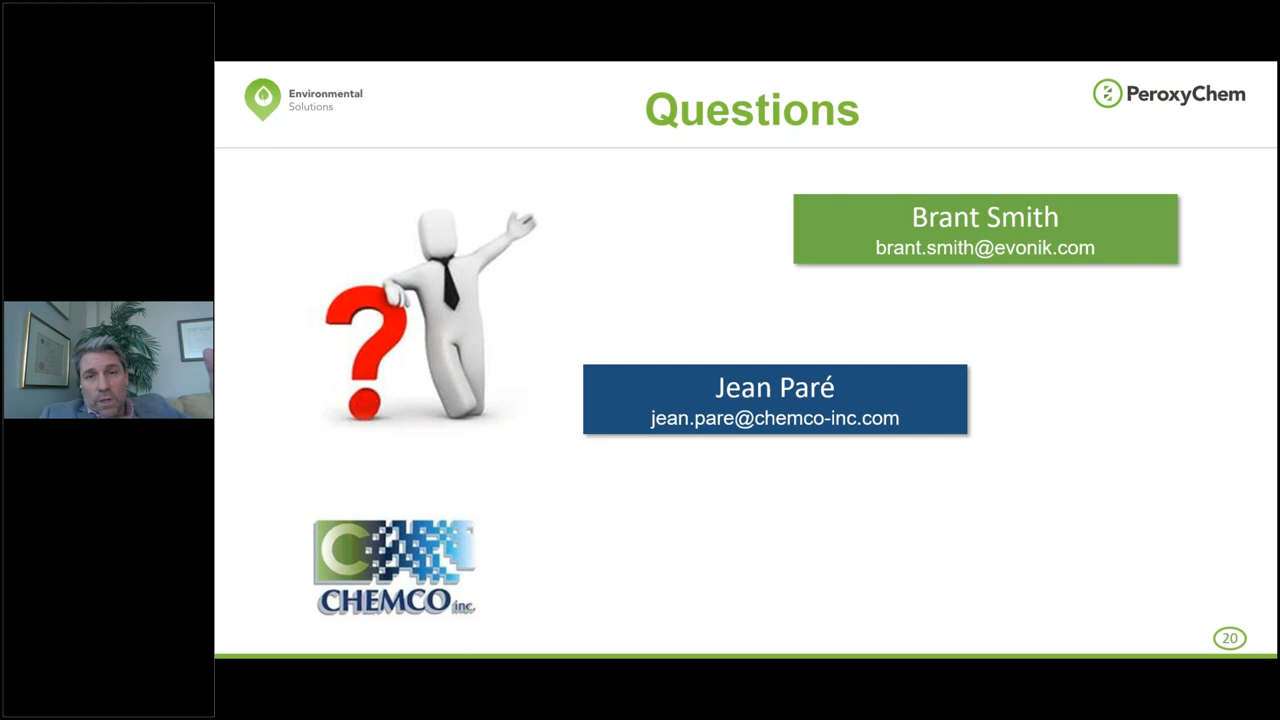 Environmental
Solutions
Questions
PeroxyChem
Brant Smith
brant.smith@evonik.com
Jean Paré
jean.pare@chemco-inc.com
C
CHEMCO inc.
20